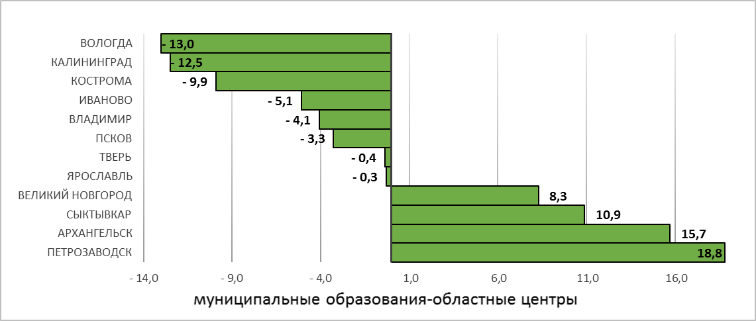 ВОЛОГДА - 13,0
КАЛИНИНГРАД - 12,5
КОСТРОМА - 9,9
ИВАНОВО - 5,1
ВЛАДИМИР - 4,1
ПСКОВ - 3,3
ТВЕРЬ - 0,4
ЯРОСЛАВЛЬ - 0,3
ВЕЛИКИЙ НОВГОРОД 8,3
СЫКТЫВКАР 10,9
АРХАНГЕЛЬСК 15,7
ПЕТРОЗАВОДСК 18,8
- 14,0 - 9,0 - 4,0 1,0 6,0 11,0 16,0
муниципальные образования-областные центры